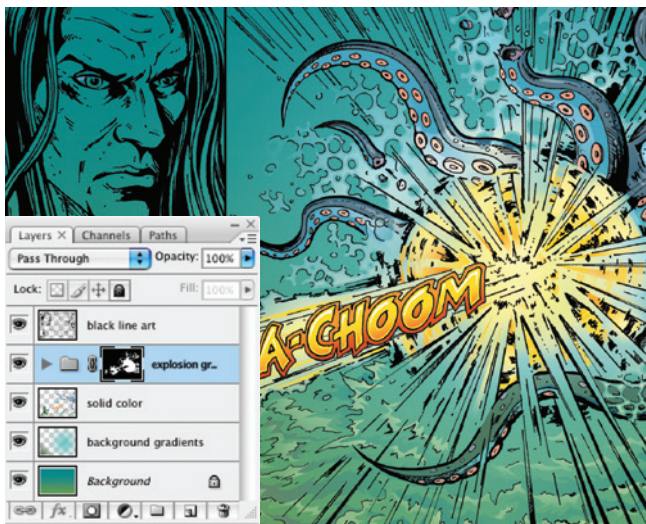 Layers × Channels Paths
Pass Through Opacity: 100%
Lock: Fill: 100%
black line art
explosion gr...
solid color
background gradients
Background
fx.
A-CHOOM